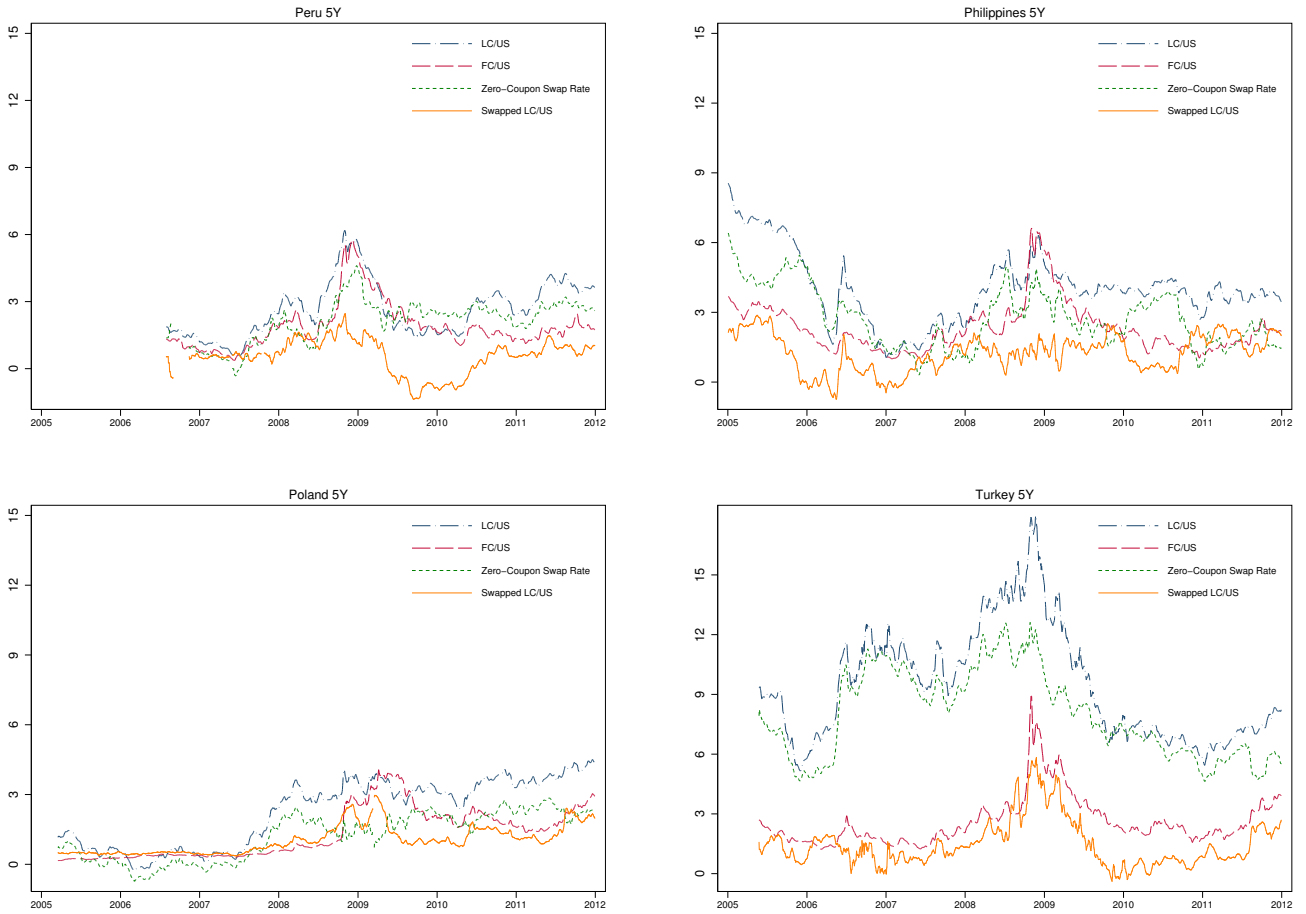 Peru 5Y
15
12
9
6
3
0
LC/US
FC/US
Zero−Coupon Swap Rate
Swapped LC/US
2005 2006 2007 2008 2009 2010 2011 2012
Philippines 5Y
15
12
9
6
3
0
LC/US
FC/US
Zero−Coupon Swap Rate
Swapped LC/US
2005 2006 2007 2008 2009 2010 2011 2012
Poland 5Y
15
12
9
6
3
0
LC/US
FC/US
Zero−Coupon Swap Rate
Swapped LC/US
2005 2006 2007 2008 2009 2010 2011 2012
Turkey 5Y
15
12
9
6
3
0
LC/US
FC/US
Zero−Coupon Swap Rate
Swapped LC/US
2005 2006 2007 2008 2009 2010 2011 2012